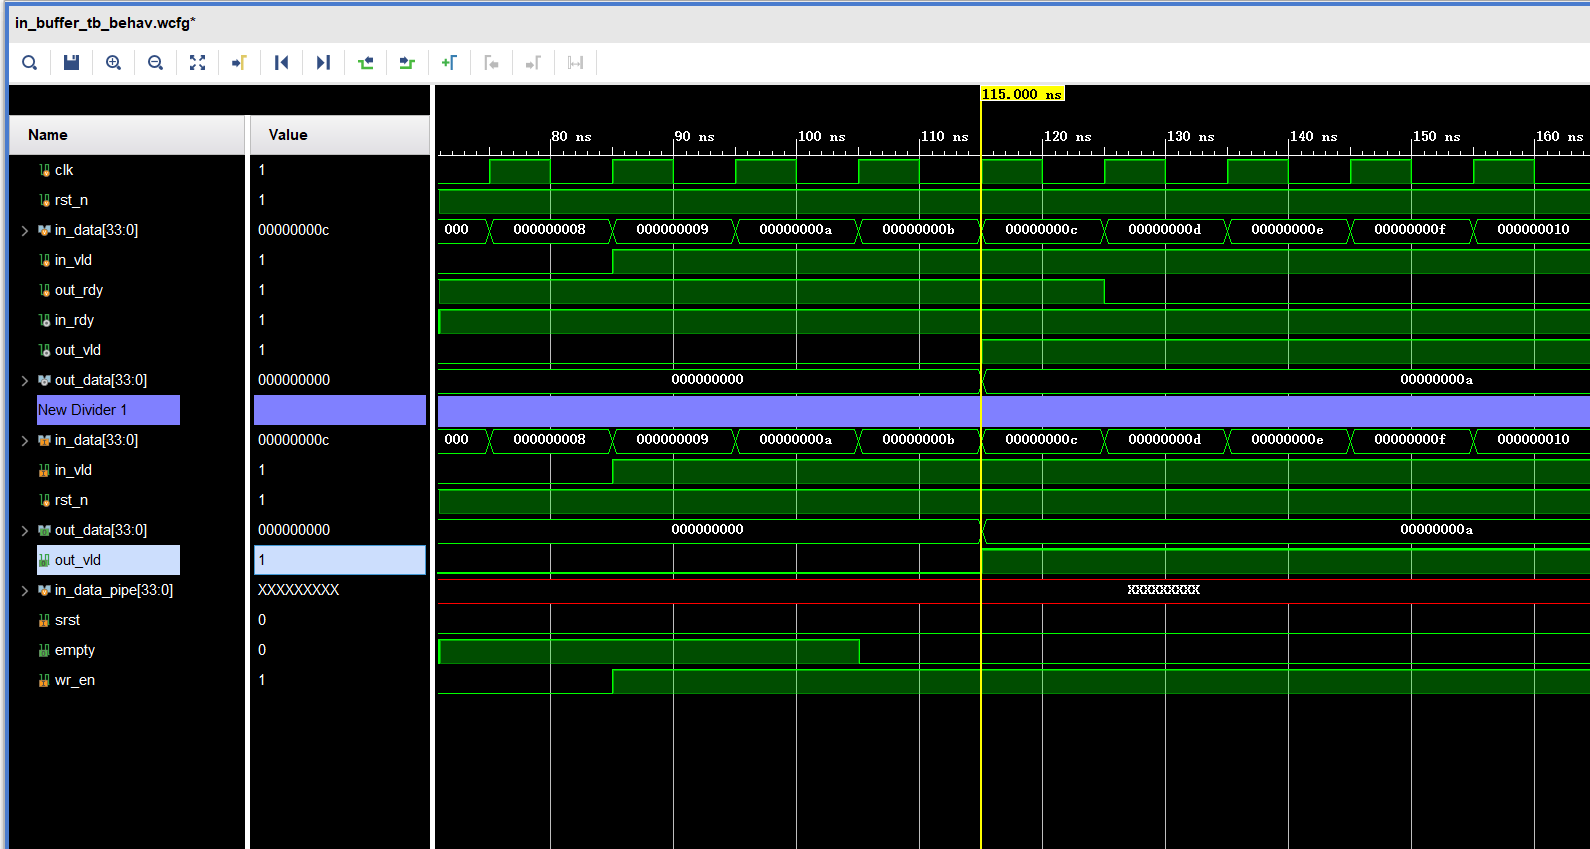 in_buffer_tb_behav.wcfg*
115.000 ns
Name Value 80 ns 90 ns 100 ns 110 ns 120 ns 130 ns 140 ns 150 ns 160 ns
clk 1
rst_n 1
in_data[33:0] 00000000c 000 000000008 000000009 00000000a 00000000b 00000000c 00000000d 00000000e 00000000f 000000010
in_vld 1
out_rdy 1
in_rdy 1
out_vld 1
out_data[33:0] 000000000 000000000 00000000a
New Divider 1
in_data[33:0] 00000000c 000 000000008 000000009 00000000a 00000000b 00000000c 00000000d 00000000e 00000000f 000000010
in_vld 1
rst_n 1
out_data[33:0] 000000000 000000000 00000000a
out_vld 1
in_data_pipe[33:0] XXXXXXXXX XXXXXXXXX
srst 0
empty 0
wr_en 1